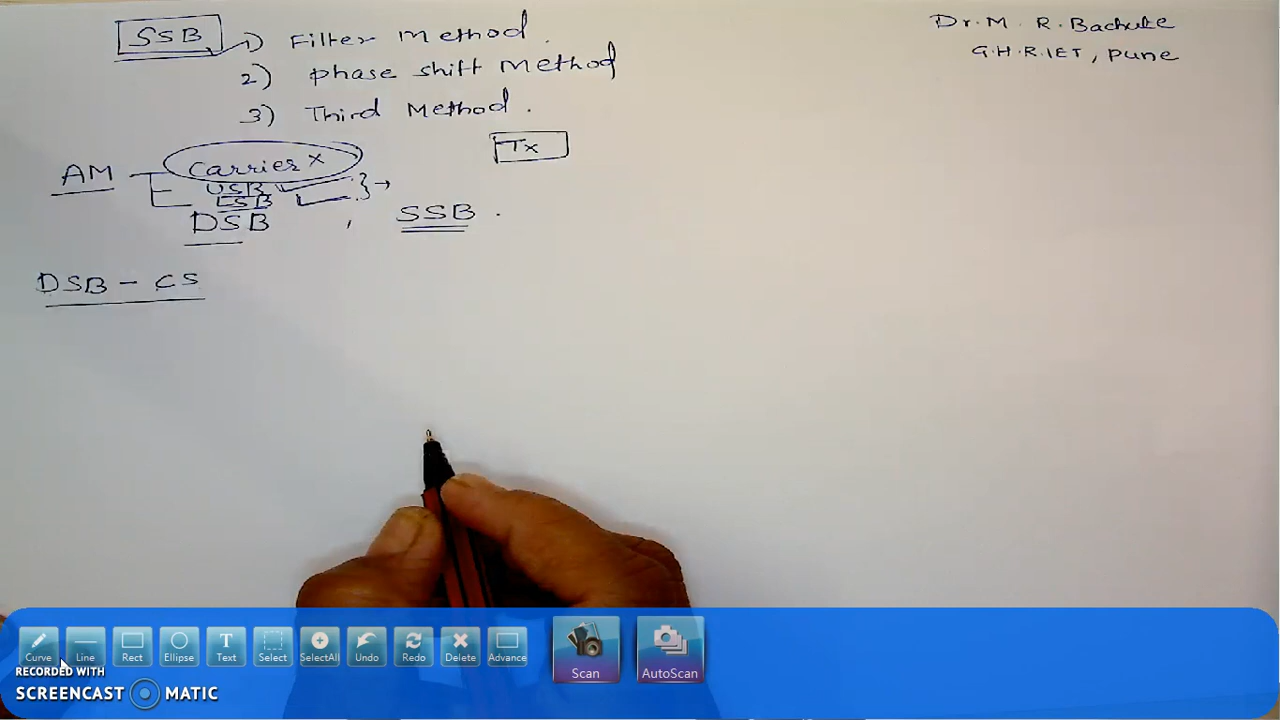 SSB 1) Filter Method.
2) Phase shift Method
3) Third Method.
Dr. M. R. Bachute
G.H.R.IET, Pune
Tx
AM Carrier x
USB
LSB
DSB , SSB.
DSB - CS
Curve Line Rect Ellipse Text Select SelectAll Undo Redo Delete Advance Scan AutoScan
RECORDED WITH
SCREENCAST MATIC